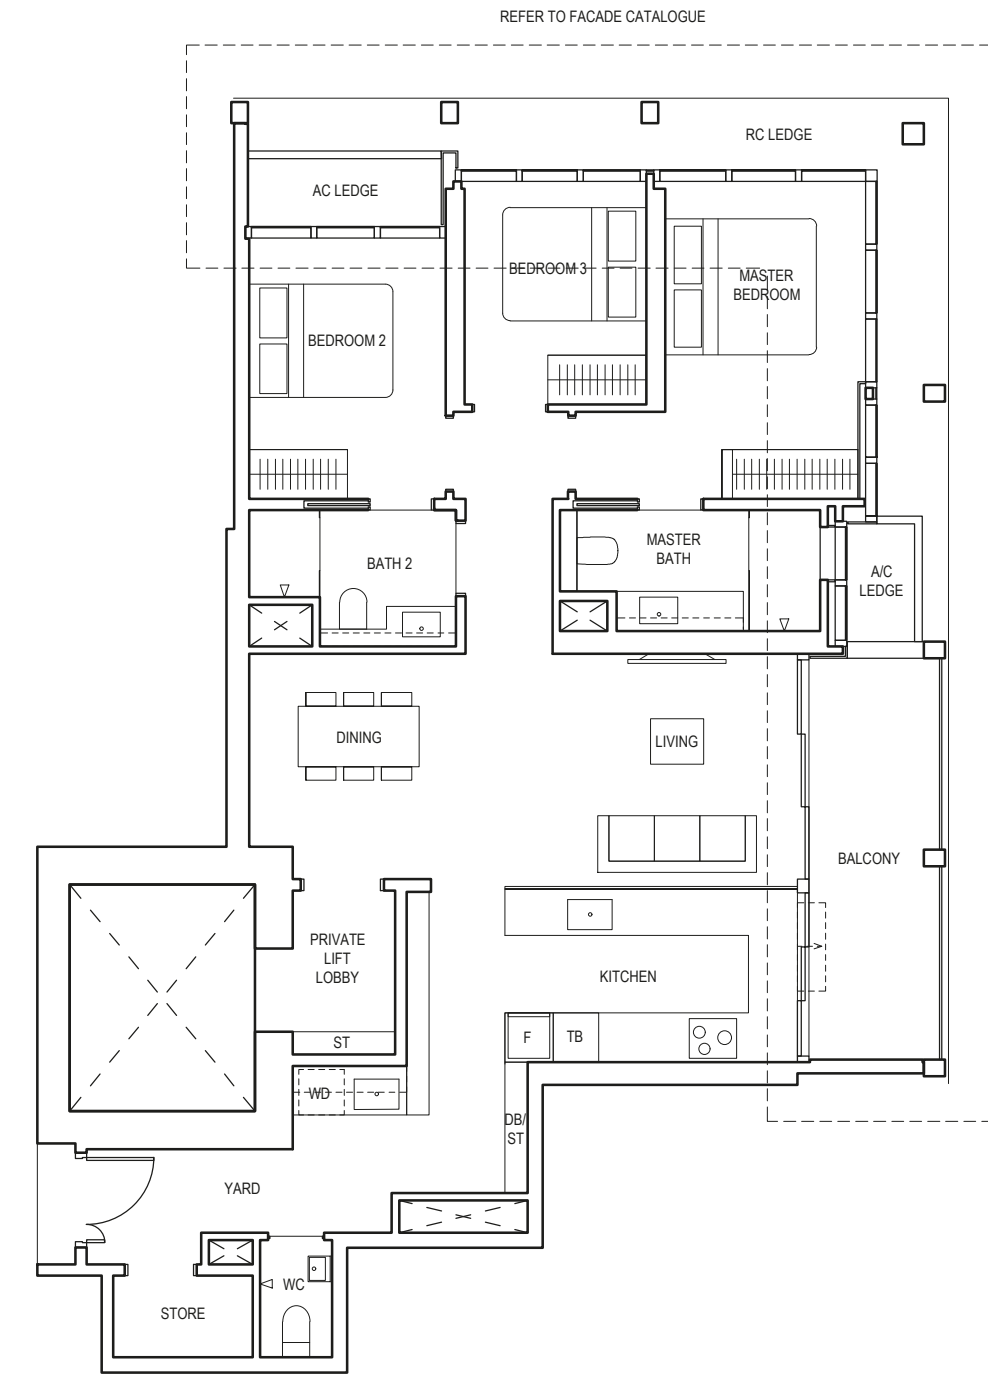 REFER TO FACADE CATALOGUE
RC LEDGE
AC LEDGE
BEDROOM 3
MASTER
BEDROOM
BEDROOM 2
MASTER
BATH
BATH 2
A/C
LEDGE
DINING
LIVING
BALCONY
PRIVATE
LIFT
LOBBY
KITCHEN
ST
F
TB
WD
DB/
ST
YARD
WC
STORE